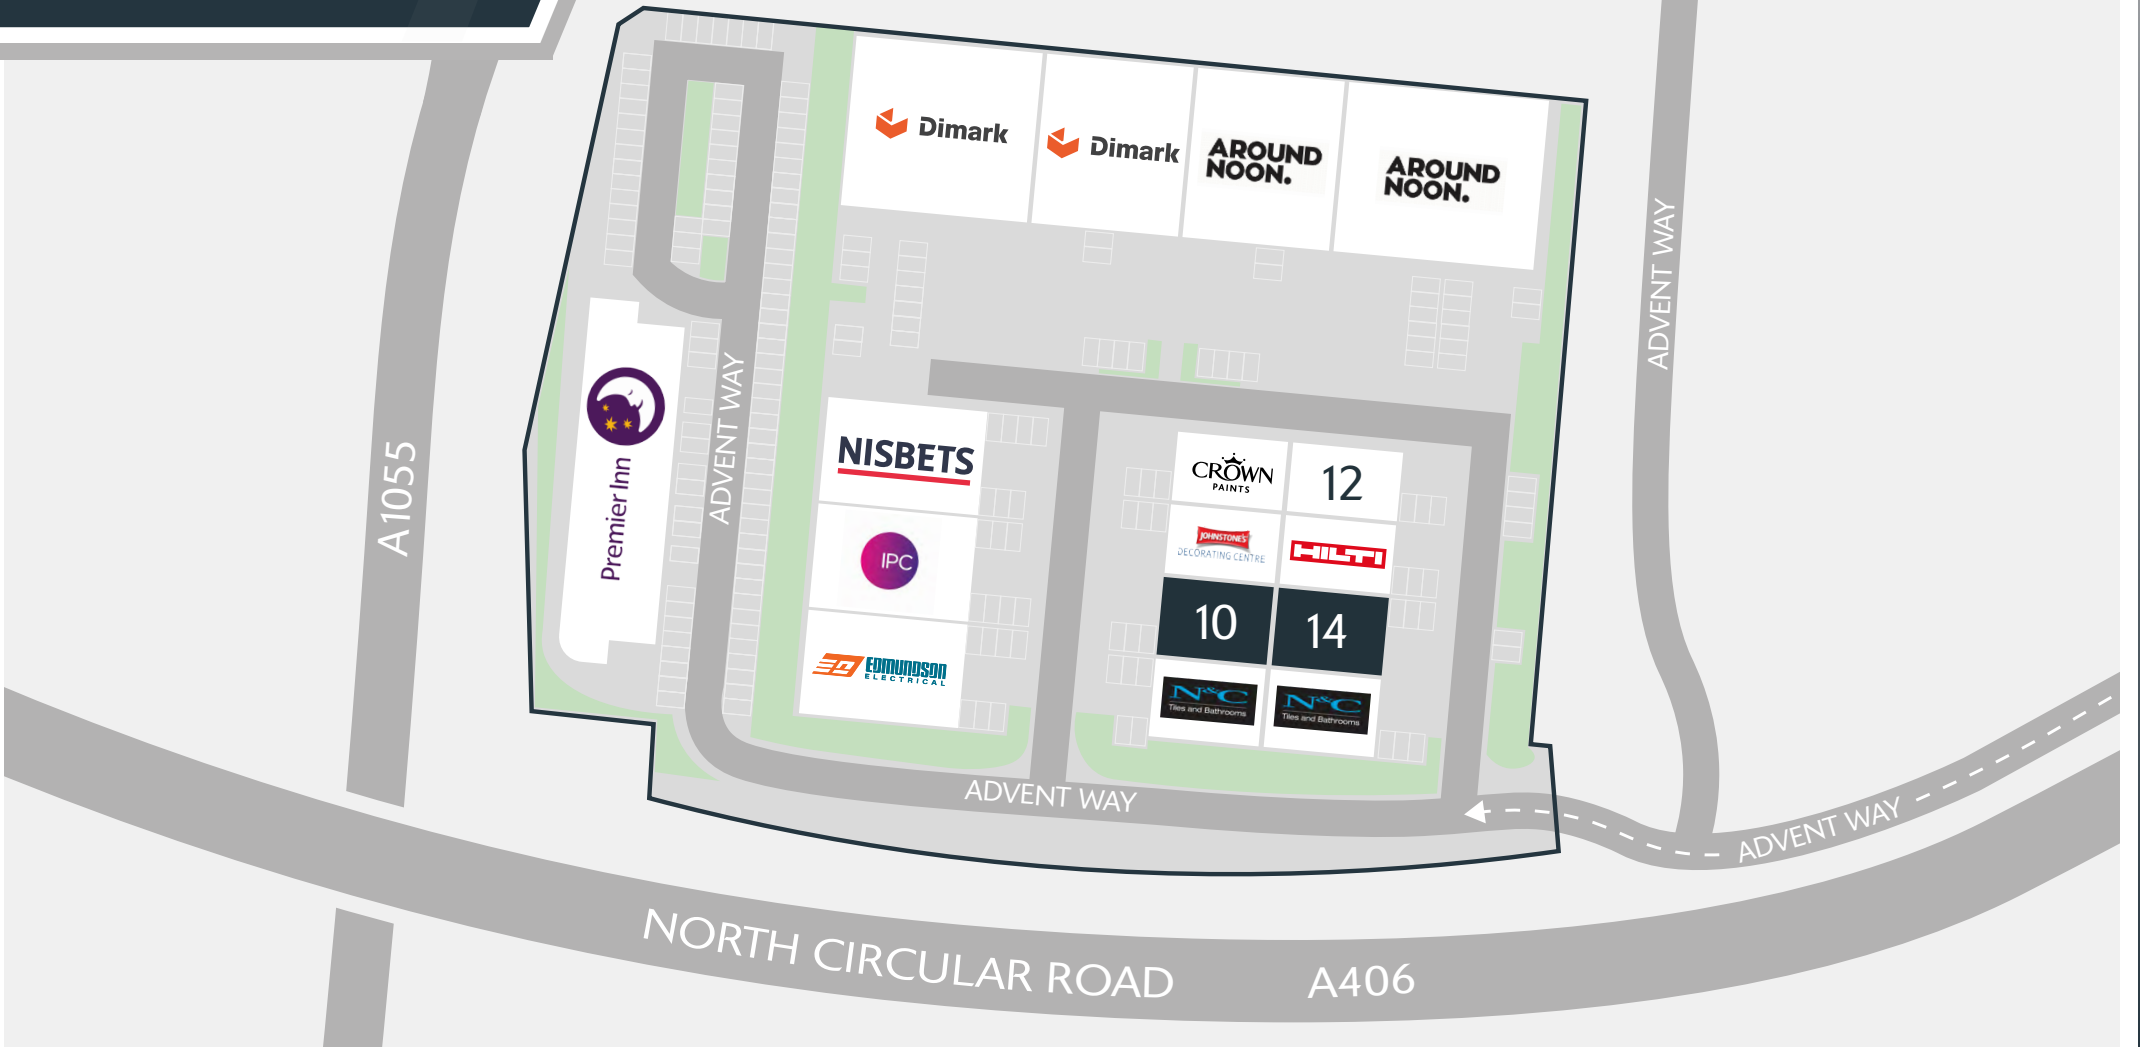 Dimark
Dimark
AROUND
NOON.
AROUND
NOON.
ADVENT WAY
Premier Inn
ADVENT WAY
A1055
NISBETS
IPC
EDMUNDSON
ELECTRICAL
CROWN
PAINTS
12
JOHNSTONE'S
DECORATING CENTRE
HILTI
10
14
N&C
Tiles and Bathrooms
N&C
Tiles and Bathrooms
ADVENT WAY
ADVENT WAY
NORTH CIRCULAR ROAD
A406